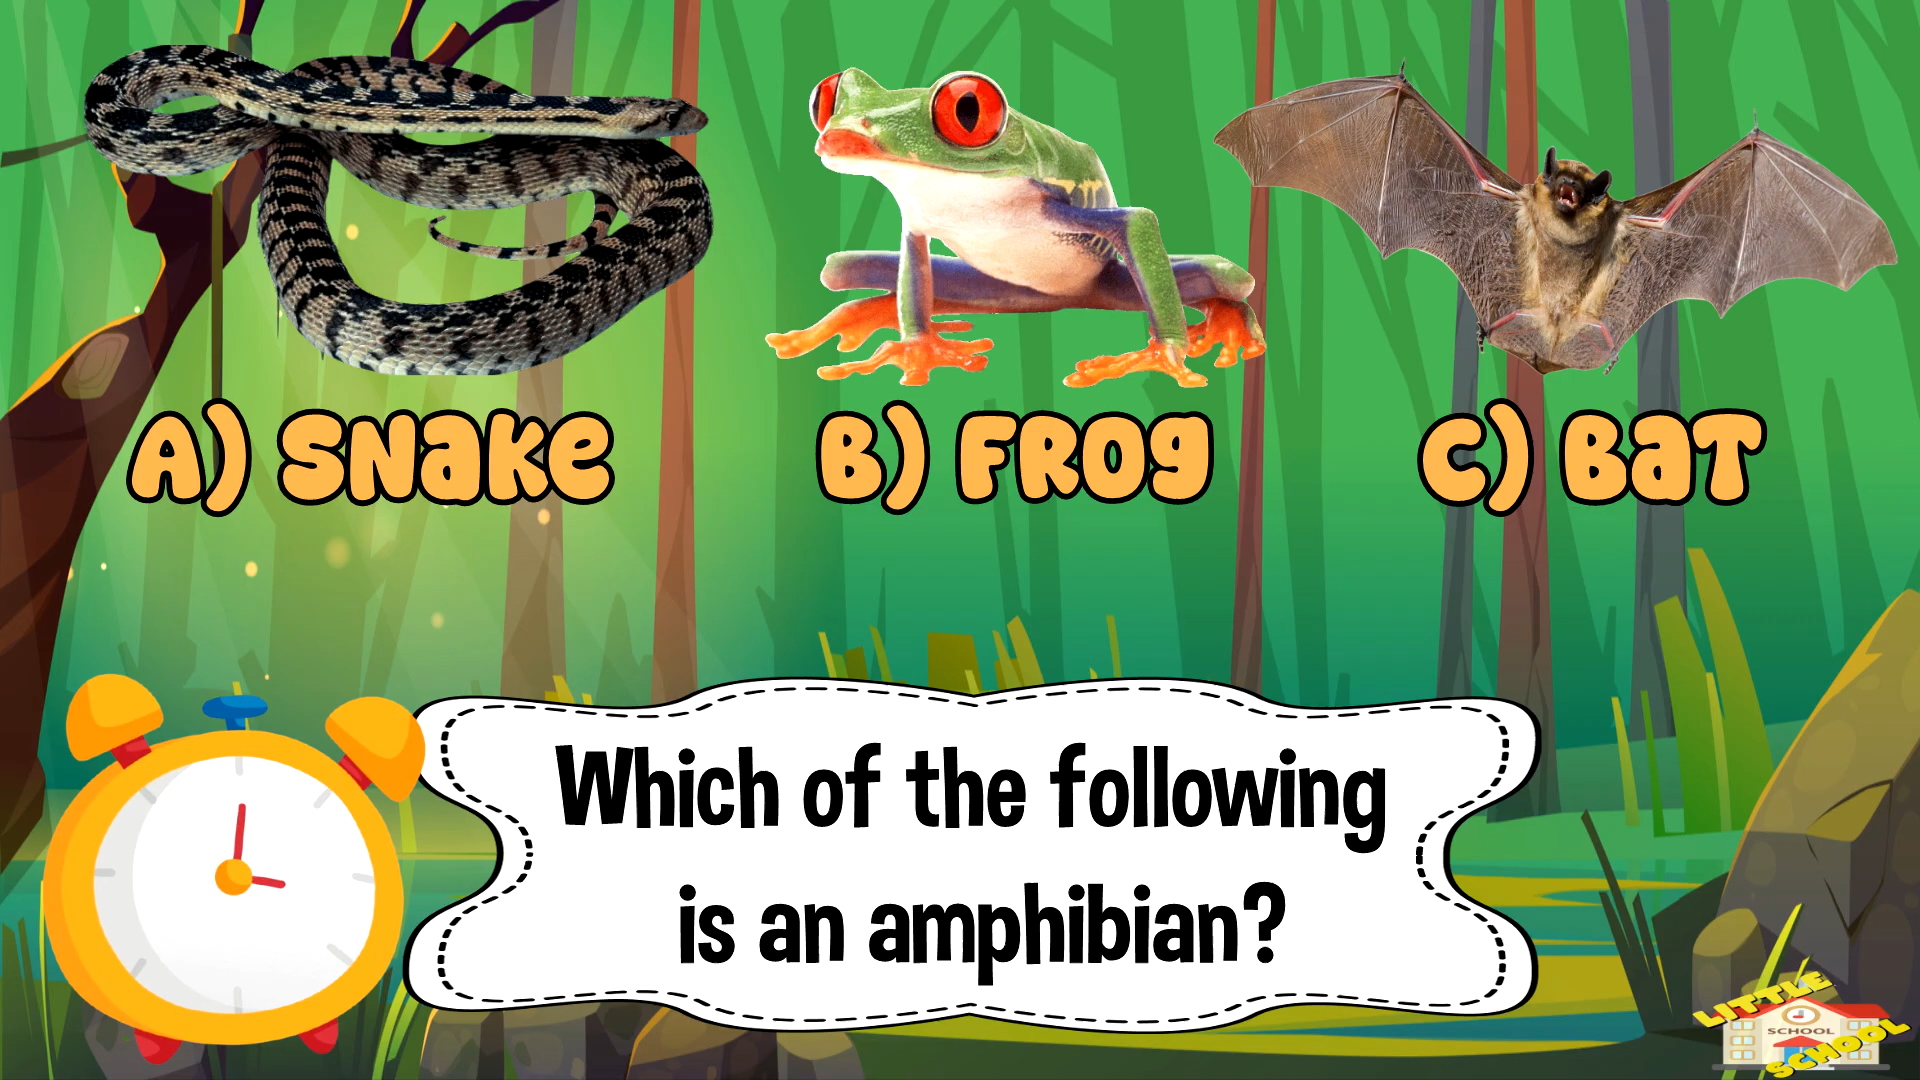 A) Snake
B) Frog
C) Bat
Which of the following
is an amphibian?
LITTLE
SCHOOL
SCHOOL